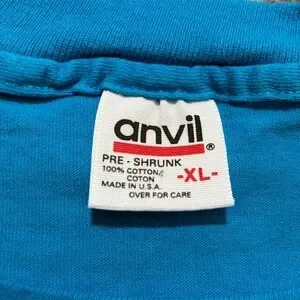 anvil®
PRE - SHRUNK
100% COTTON/
COTON
-XL-
MADE IN U.S.A.
OVER FOR CARE